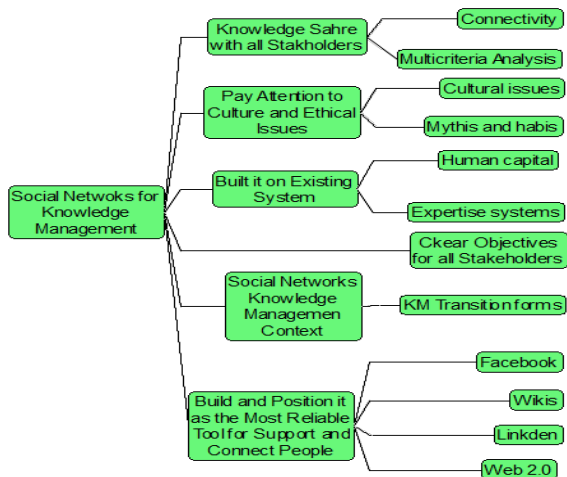 Social Netwoks for
Knowledge
Management
Knowledge Sahre
with all Stakholders
Connectivity
Multicriteria Analysis
Pay Attention to
Culture and Ethical
Issues
Cultural issues
Mythis and habis
Built it on Existing
System
Human capital
Expertise systems
Ckear Objectives
for all Stekeholders
Social Networks
Knowledge
Managemen
Context
KM Transition forms
Build and Position it
as the Most Reliable
Tool for Support and
Connect People
Facebook
Wikis
Linkden
Web 2.0